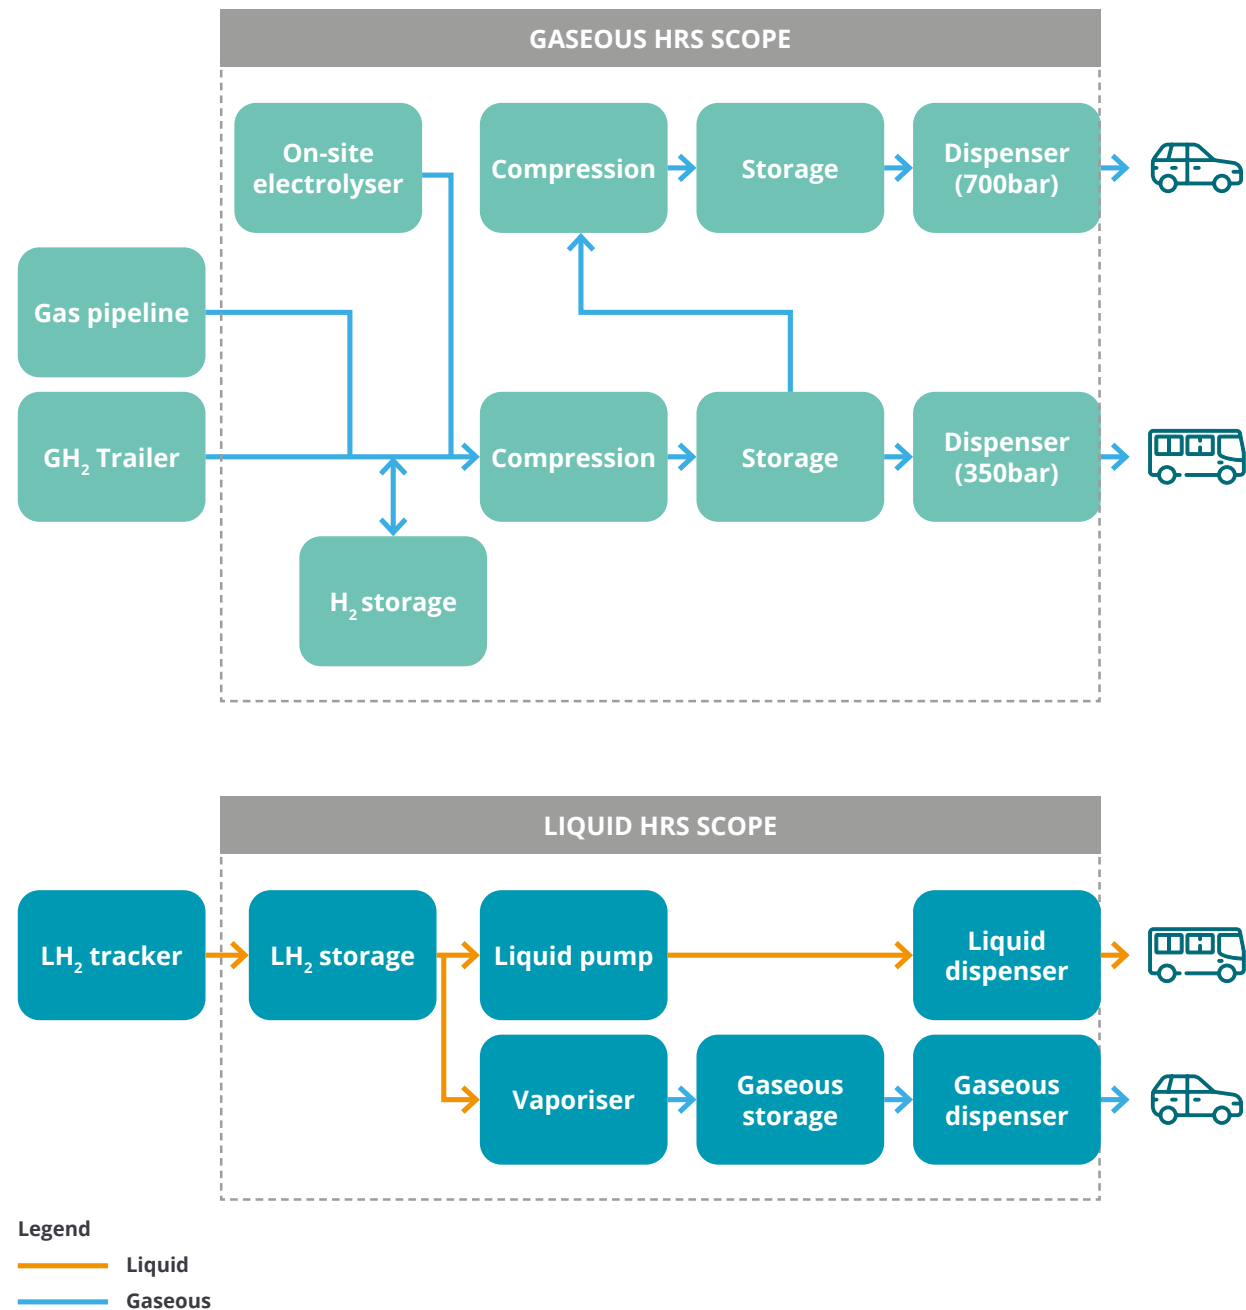 GASEOUS HRS SCOPE
On-site
electrolyser
Compression
Storage
Dispenser
(700bar)
Gas pipeline
GH₂ Trailer
Compression
Storage
Dispenser
(350bar)
H₂ storage
LIQUID HRS SCOPE
LH₂ tracker
LH₂ storage
Liquid pump
Liquid
dispenser
Vaporiser
Gaseous
storage
Gaseous
dispenser
Legend
Liquid
Gaseous